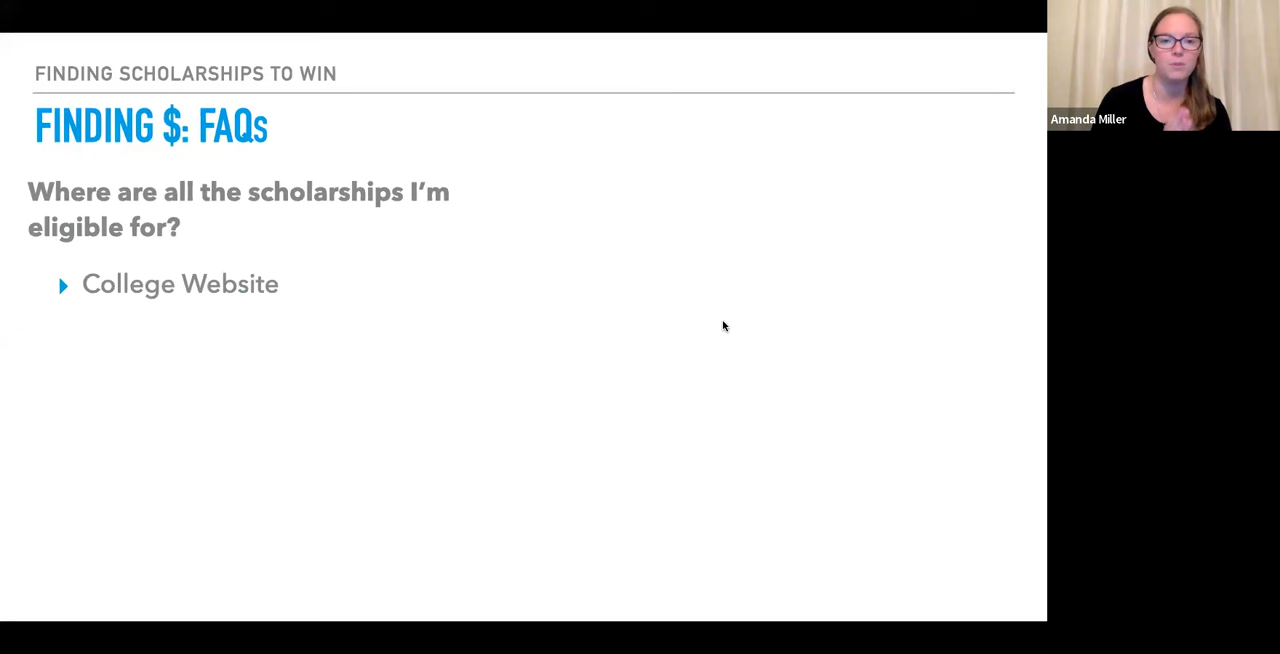 FINDING SCHOLARSHIPS TO WIN
FINDING $: FAQs
Where are all the scholarships I’m
eligible for?
College Website
Amanda Miller